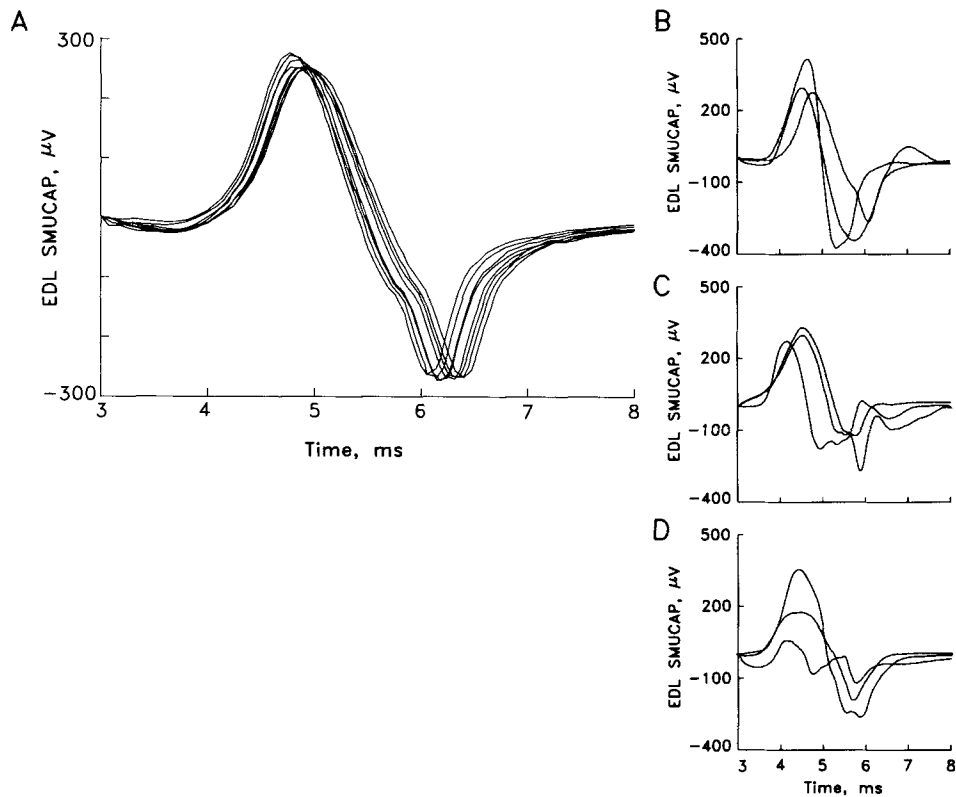 A
300
EDL SMUCAP, μV
-300
3 4 5 6 7 8
Time, ms
B
500
200
-100
-400
EDL SMUCAP, μV
C
500
200
-100
-400
EDL SMUCAP, μV
D
500
200
-100
-400
EDL SMUCAP, μV
3 4 5 6 7 8
Time, ms